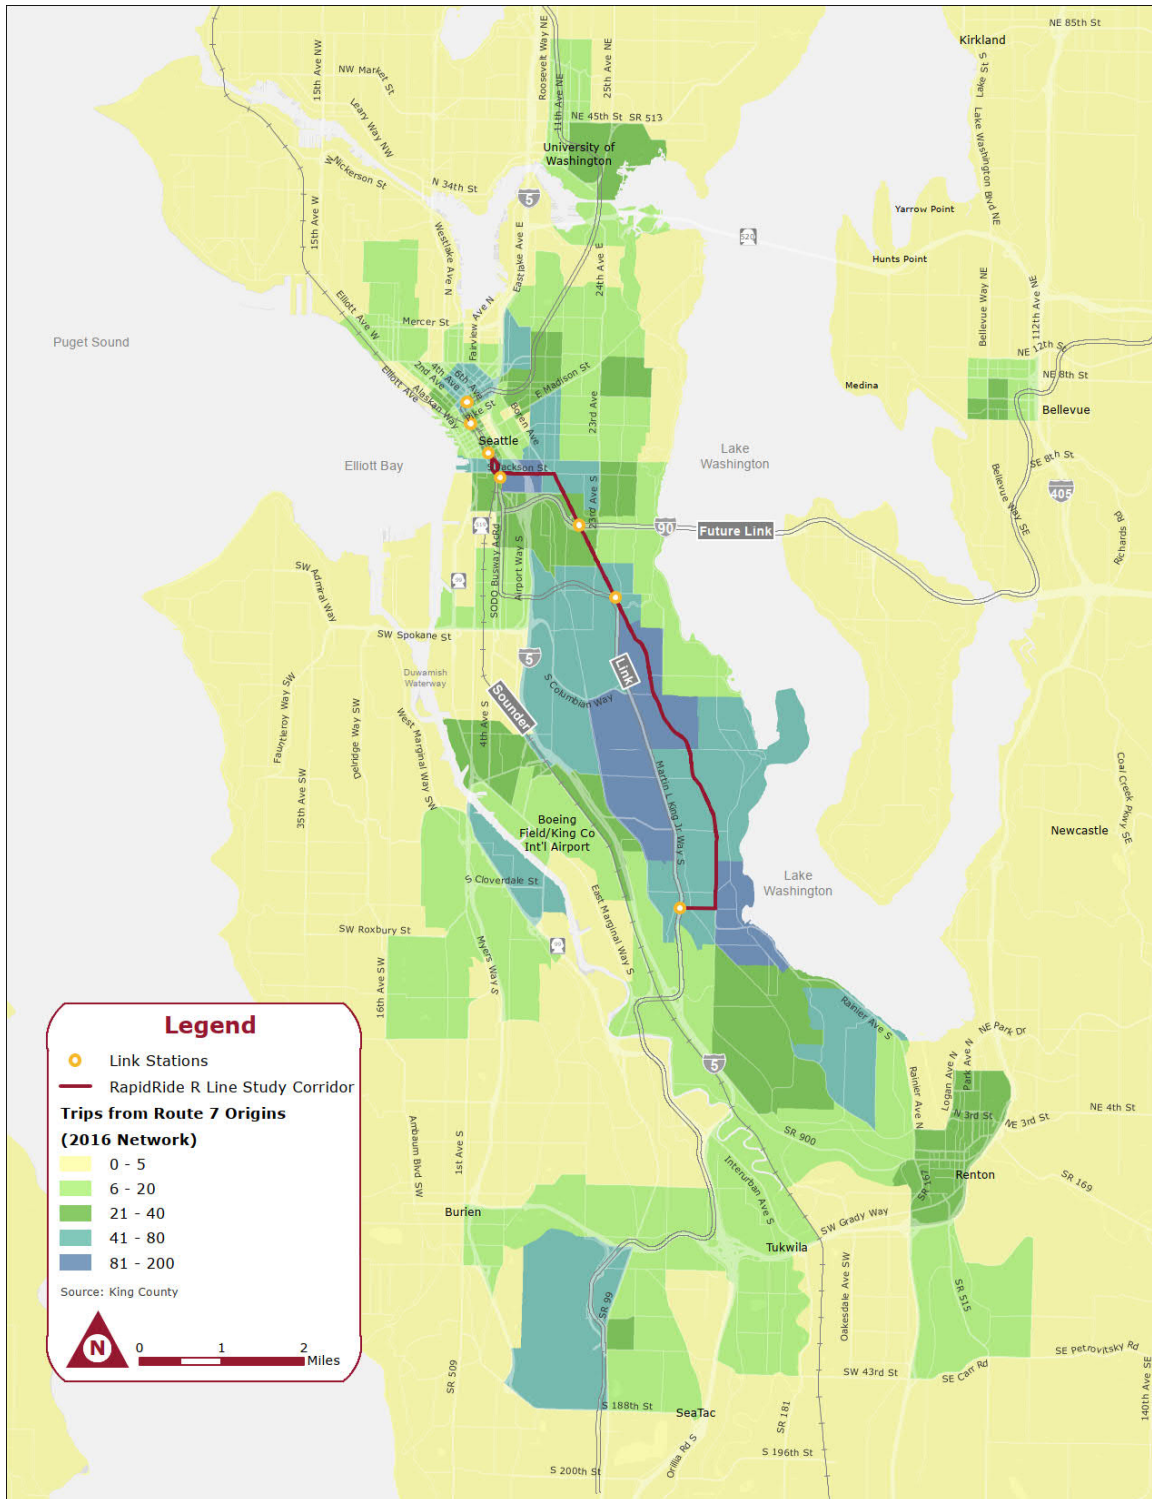 NE 85th St
Kirkland
Roosevelt Way NE
25th Ave NE
15th Ave NW
NW Market St
Leary Way NW
11th Ave NE
S Lake St
NE 45th St
SR 513
University of
Washington
Lake Washington Blvd NE
W
Nickerson St
N 34th St
5
Yarrow Point
15th Ave W
Westlake Ave N
Eastlake Ave E
24th Ave E
520
Hunts Point
Bellevue Way NE
112th Ave NE
Elliott Ave W
Mercer St
Fairview Ave N
Puget Sound
NE 12th St
2nd Ave
4th Ave
6th Ave
Elliott Ave
Alaskan Way
Pike St
E Madison St
NE 8th St
Medina
Bellevue
Boren Ave
23rd Ave
Seattle
Elliott Bay
S Jackson St
Lake
Washington
SE 8th St
Bellevue Way SE
405
23rd Ave S
519
90
Future Link
Richards Rd
SODO Busway AcRd
Airport Way S
SW Admiral Way
99
SW Spokane St
5
Link
Duwamish
Waterway
S Columbian Way
Sounder
Fauntleroy Way SW
Delridge Way SW
West Marginal Way SW
4th Ave S
35th Ave SW
Martin L King Jr Way S
Coal Creek Pkwy SE
Boeing
Field/King Co
Int'l Airport
Newcastle
S Cloverdale St
Lake
Washington
East Marginal Way S
SW Roxbury St
99
Myers Way S
16th Ave SW
Rainier Ave S
NE Park Dr
Legend
Link Stations
RapidRide R Line Study Corridor
Trips from Route 7 Origins
(2016 Network)
0 - 5
6 - 20
21 - 40
41 - 80
81 - 200
Source: King County
N
0 1 2
Miles
5
Rainier Ave N
Logan Ave N
Park Ave N
N 3rd St
NE 3rd St
NE 4th St
SR 900
Ambaum Blvd SW
1st Ave S
Interurban Ave S
SR 167
Renton
SR 169
Burien
SW Grady Way
Tukwila
Oakesdale Ave SW
SR 99
SR 515
SE Petrovitsky Rd
SR 509
SW 43rd St
SE Carr Rd
140th Ave SE
S 188th St
SeaTac
SR 181
Orillia Rd S
S 196th St
S 200th St